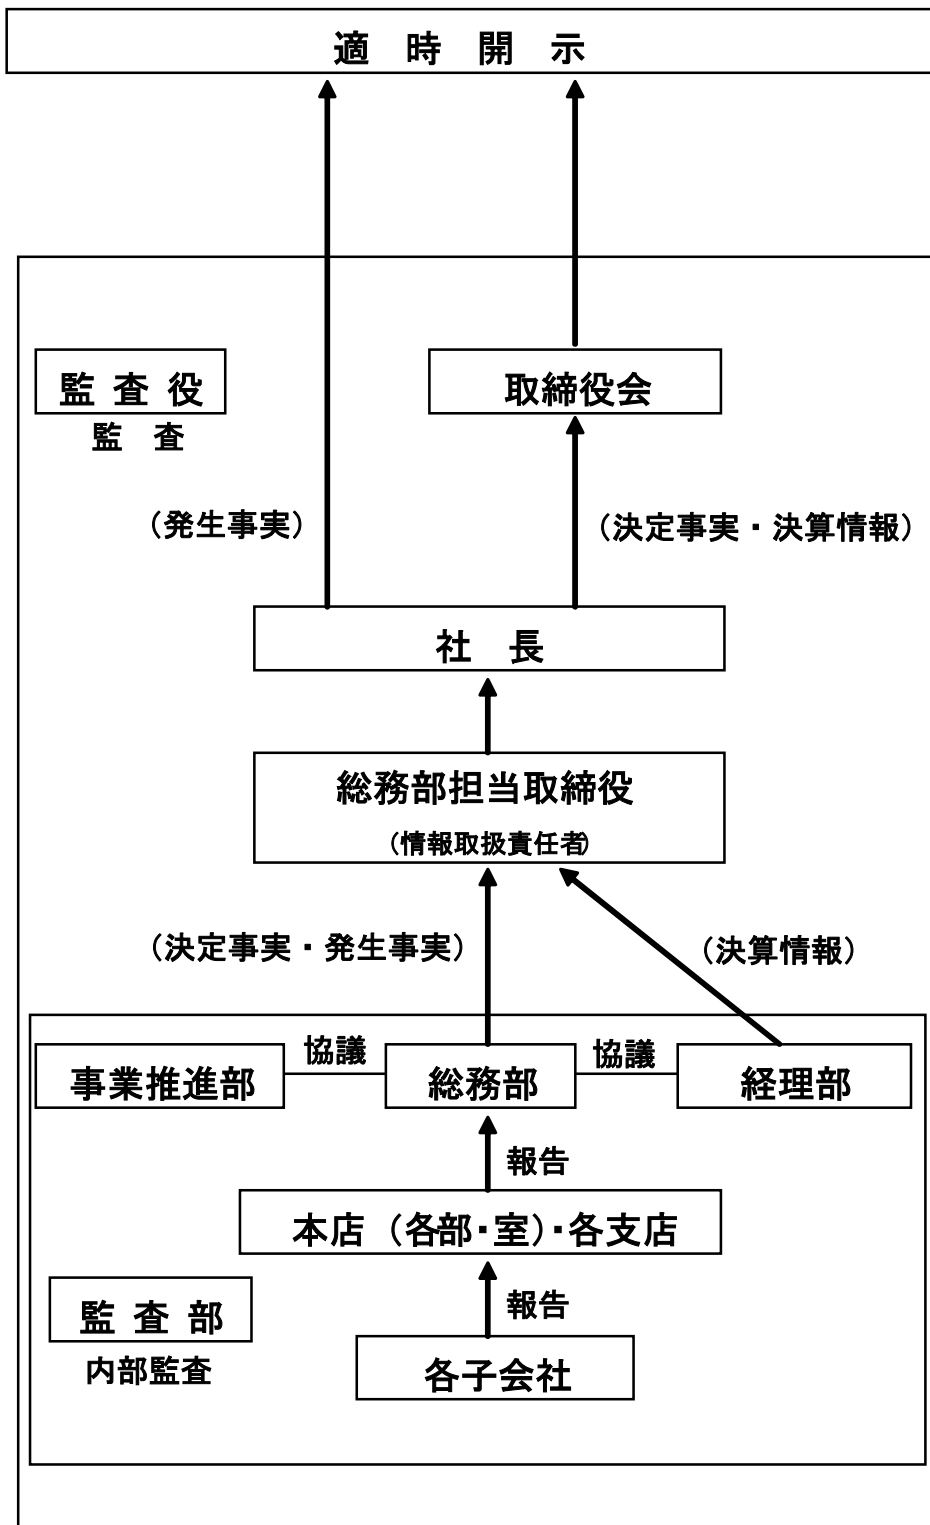 適 時 開 示
監 査 役
監 査
取締役会
（発生事実）
（決定事実・決算情報）
社 長
総務部担当取締役
（情報取扱責任者）
（決定事実・発生事実）
（決算情報）
事業推進部
協議
総務部
協議
経理部
報告
本店（各部・室）・各支店
監 査 部
内部監査
報告
各子会社